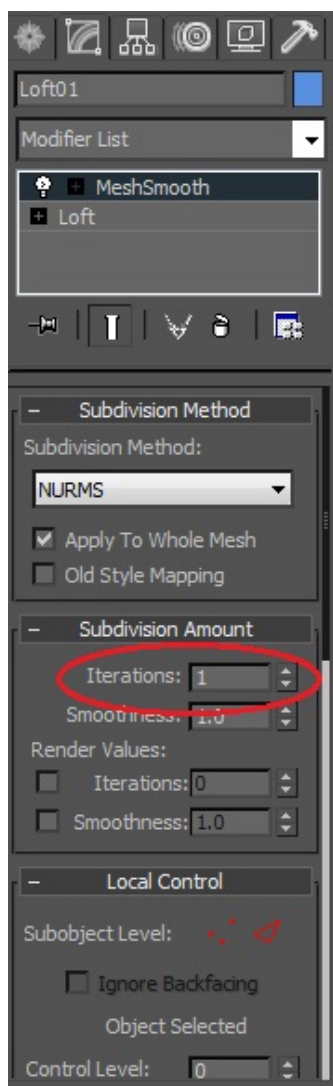 Loft01
Modifier List
MeshSmooth
Loft
Subdivision Method
Subdivision Method:
NURMS
Apply To Whole Mesh
Old Style Mapping
Subdivision Amount
Iterations: 1
Smoothness: 1.0
Render Values:
Iterations: 0
Smoothness: 1.0
Local Control
Subobject Level:
Ignore Backfacing
Object Selected
Control Level: 0